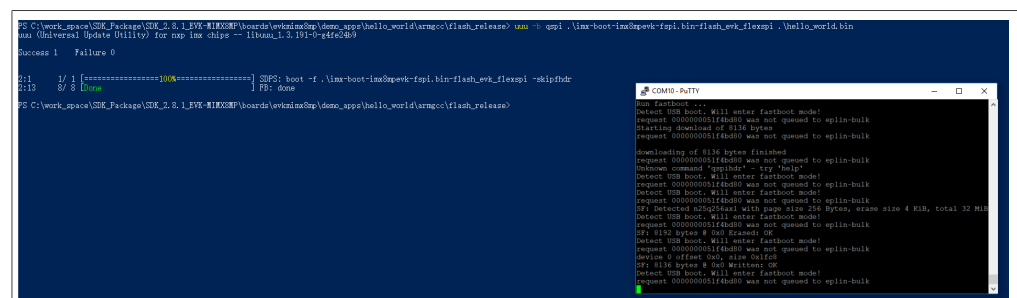 PS C:\work_space\SDK_Package\SDK_2.8.1_EVK-MIMX8MP\boards\evkmimx8mp\demo_apps\hello_world\armgcc\flash_release> uuu -b qspi .\imx-boot-imx8mpevk-fspi.bin-flash_evk_flexspi .\hello_world.bin
uuu (Universal Update Utility) for nxp imx chips -- libuuu_1.3.191-0-g4fe24b9
Success 1    Failure 0
2:1      1/ 1 [=================100%=================] SDPS: boot -f .\imx-boot-imx8mpevk-fspi.bin-flash_evk_flexspi -skipfhdr
2:13     8/ 8 [Done                                  ] FB: done
PS C:\work_space\SDK_Package\SDK_2.8.1_EVK-MIMX8MP\boards\evkmimx8mp\demo_apps\hello_world\armgcc\flash_release>
COM10 - PuTTY
Run fastboot ...
Detect USB boot. Will enter fastboot mode!
request 0000000051f4bd80 was not queued to eplin-bulk
Starting download of 8136 bytes
request 0000000051f4bd80 was not queued to eplin-bulk
downloading of 8136 bytes finished
request 0000000051f4bd80 was not queued to eplin-bulk
Unknown command 'qspihdr' - try 'help'
Detect USB boot. Will enter fastboot mode!
request 0000000051f4bd80 was not queued to eplin-bulk
Detect USB boot. Will enter fastboot mode!
request 0000000051f4bd80 was not queued to eplin-bulk
SF: Detected n25q256ax1 with page size 256 Bytes, erase size 4 KiB, total 32 MiB
Detect USB boot. Will enter fastboot mode!
request 0000000051f4bd80 was not queued to eplin-bulk
SF: 8192 bytes @ 0x0 Erased: OK
Detect USB boot. Will enter fastboot mode!
request 0000000051f4bd80 was not queued to eplin-bulk
device 0 offset 0x0, size 0x1fc8
SF: 8136 bytes @ 0x0 Written: OK
Detect USB boot. Will enter fastboot mode!
request 0000000051f4bd80 was not queued to eplin-bulk